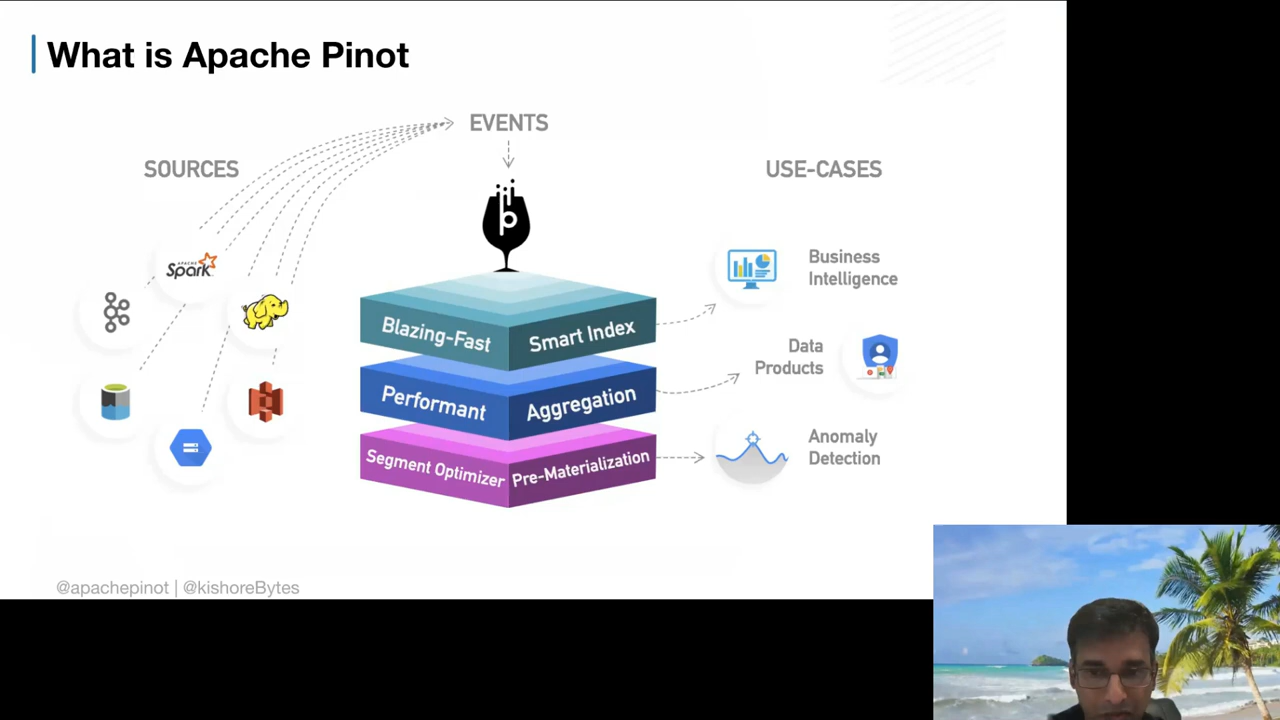 What is Apache Pinot
EVENTS
SOURCES
USE-CASES
APACHE
Spark
Business
Intelligence
Blazing-Fast
Smart Index
Data
Products
Performant
Aggregation
Anomaly
Detection
Segment Optimizer
Pre-Materialization
@apachepinot | @kishoreBytes